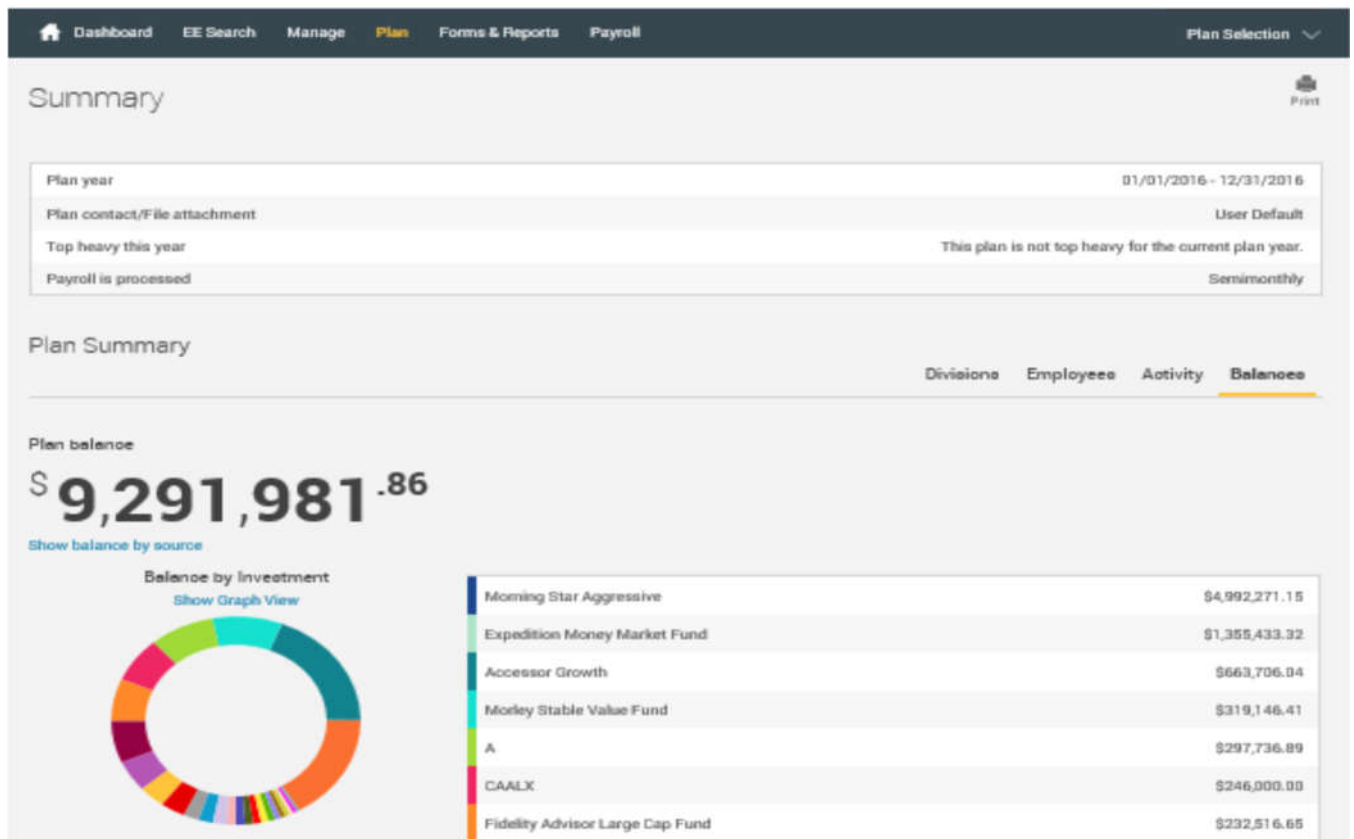 Dashboard EE Search Manage Plan Forms & Reports Payroll Plan Selection
Summary
Print
Plan year 01/01/2016 - 12/31/2016
Plan contact/File attachment User Default
Top heavy this year This plan is not top heavy for the current plan year.
Payroll is processed Semimonthly
Plan Summary
Divisions Employees Activity Balances
Plan balance
$9,291,981.86
Show balance by source
Balance by Investment
Show Graph View
Morning Star Aggressive $4,992,271.15
Expedition Money Market Fund $1,355,433.32
Accessor Growth $663,706.04
Morley Stable Value Fund $319,146.41
A $297,736.89
CAALX $246,000.00
Fidelity Advisor Large Cap Fund $232,516.65